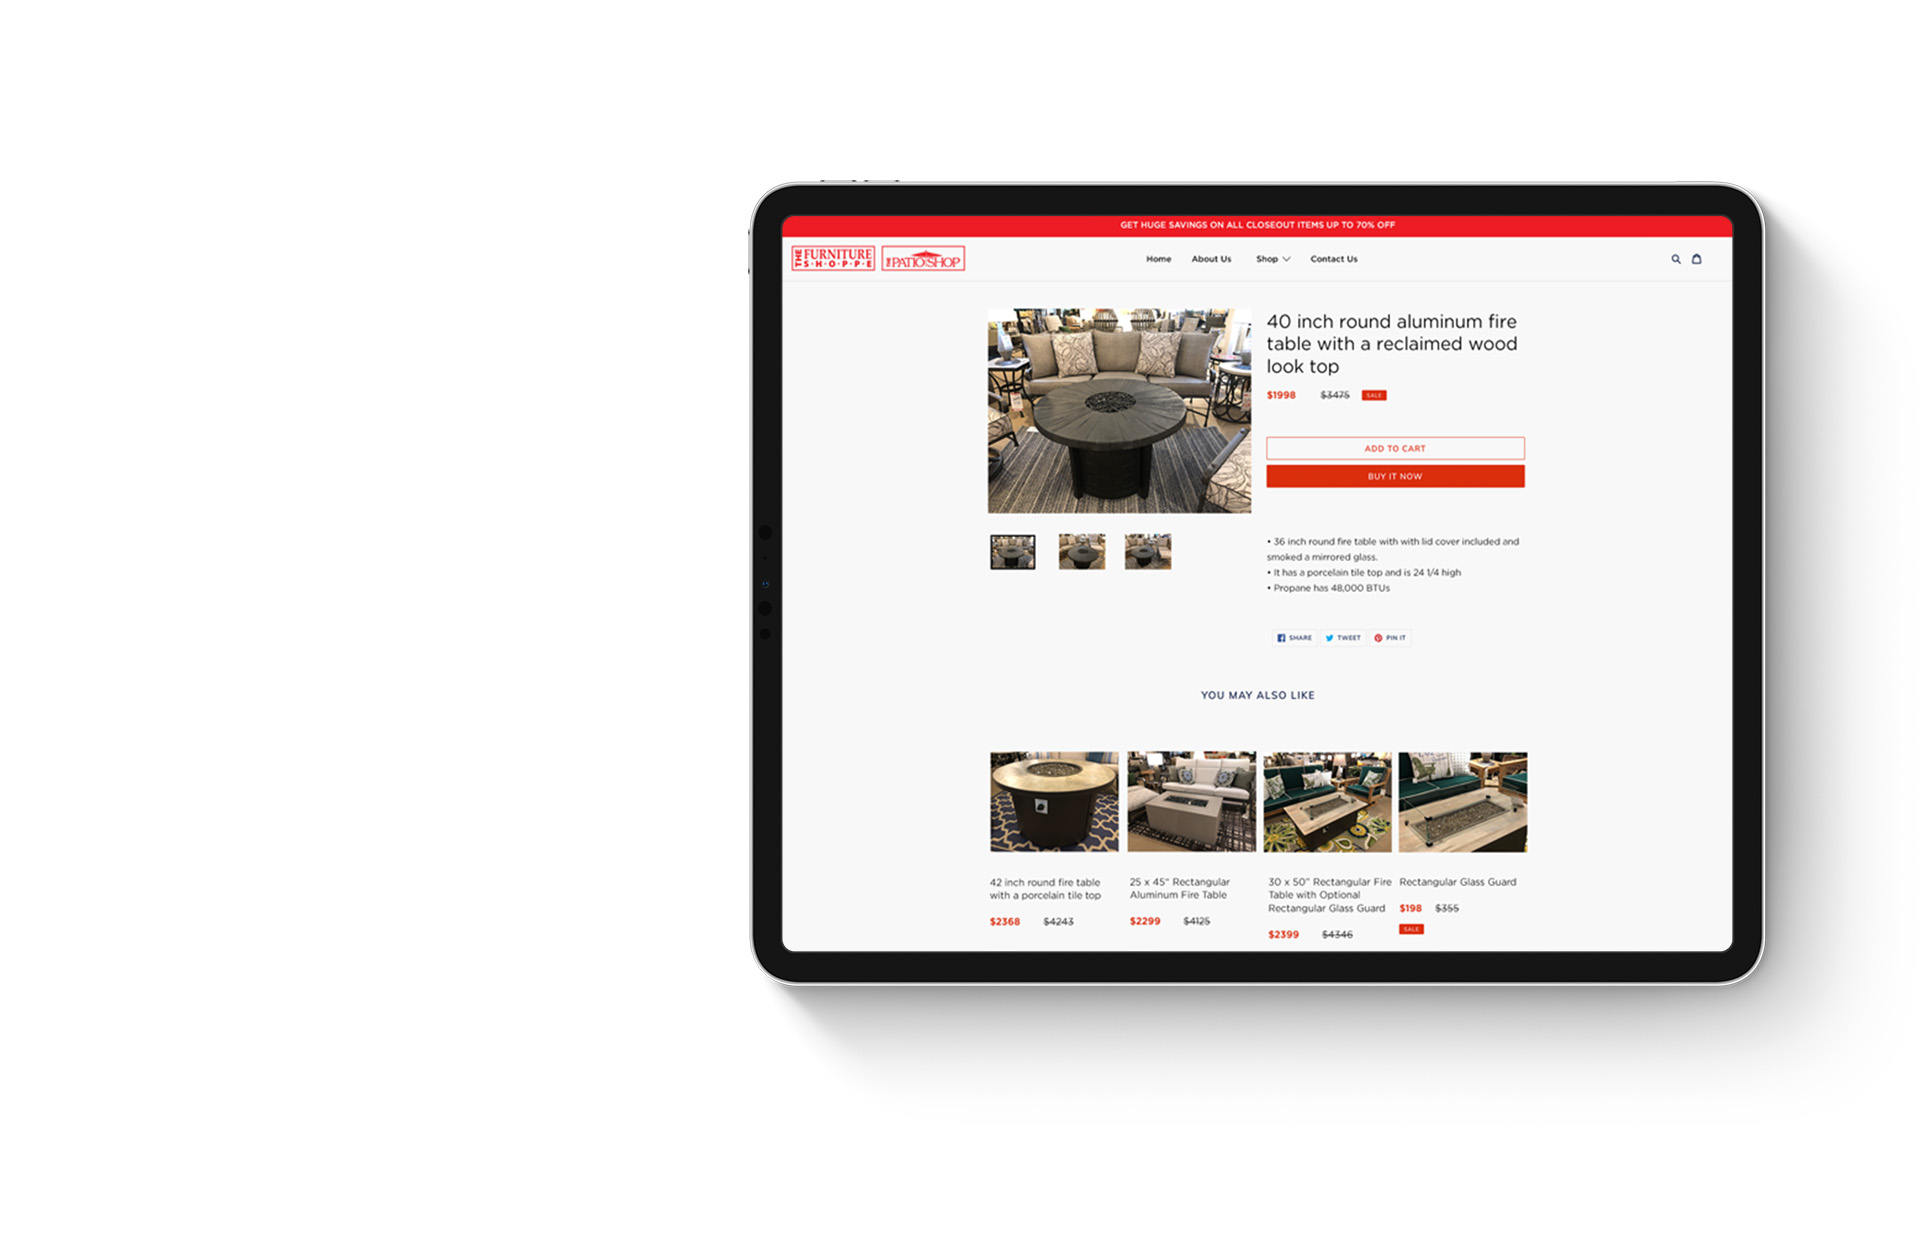 GET HUGE SAVINGS ON ALL CLOSEOUT ITEMS UP TO 70% OFF
THE FURNITURE
S·H·O·P·P·E
THE PATIO SHOP
Home About Us Shop Contact Us
40 inch round aluminum fire
table with a reclaimed wood
look top
$1998 $3475 SALE
ADD TO CART
BUY IT NOW
• 36 inch round fire table with with lid cover included and
smoked a mirrored glass.
• It has a porcelain tile top and is 24 1/4 high
• Propane has 48,000 BTUs
SHARE TWEET PIN IT
YOU MAY ALSO LIKE
42 inch round fire table
with a porcelain tile top
$2368 $4243
25 x 45" Rectangular
Aluminum Fire Table
$2299 $4125
30 x 50" Rectangular Fire
Table with Optional
Rectangular Glass Guard
$2399 $4346
Rectangular Glass Guard
$198 $355
SALE